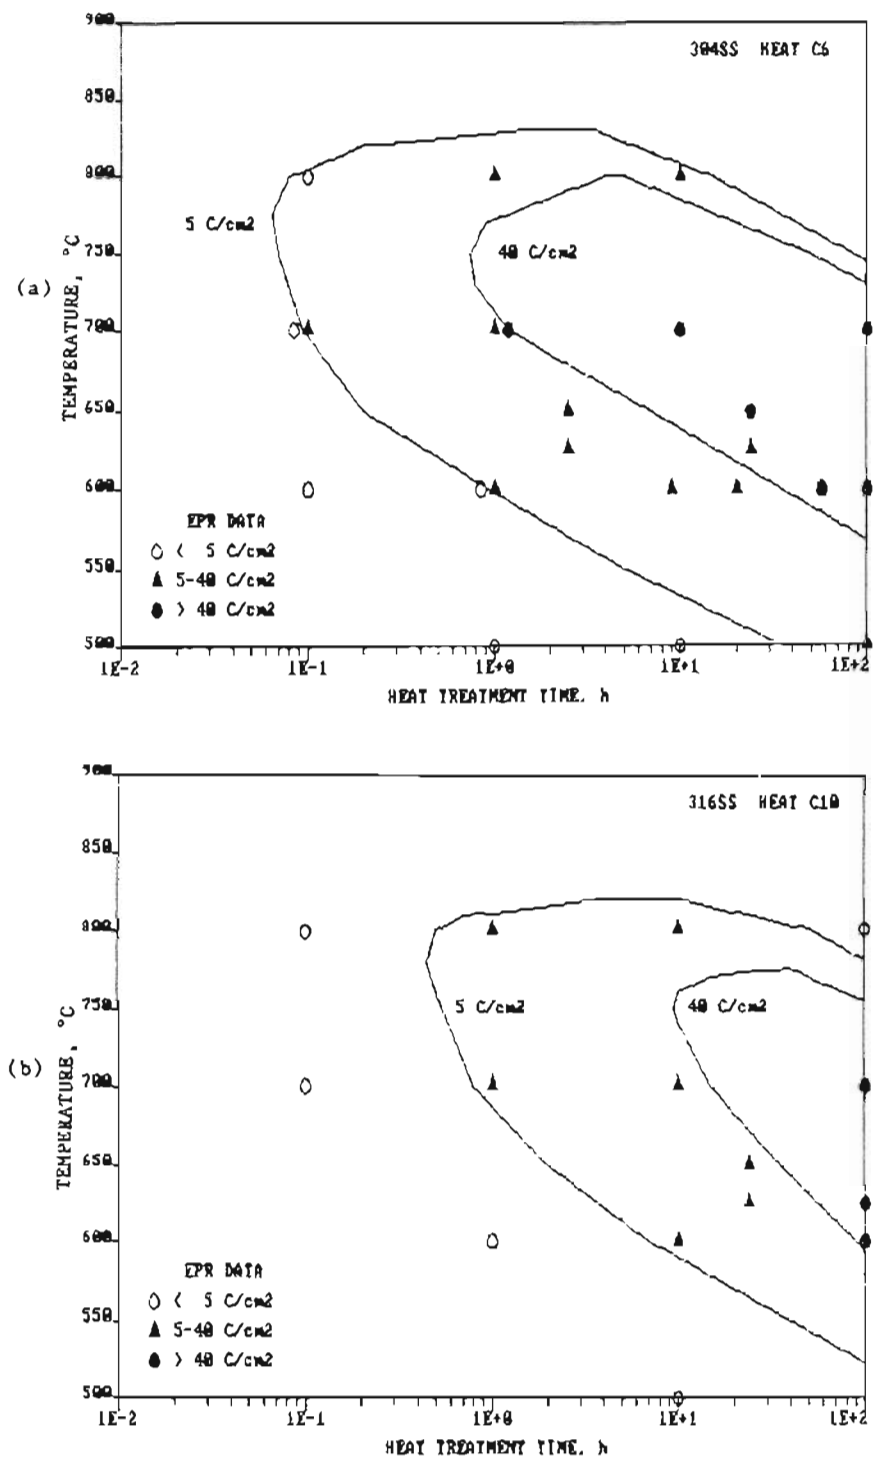 900
304SS HEAT C6
850
800
5 C/cm2
750
40 C/cm2
(a)
TEMPERATURE, °C
700
650
600
EPR DATA
< 5 C/cm2
550
5-40 C/cm2
> 40 C/cm2
500
1E-2 1E-1 1E+0 1E+1 1E+2
HEAT TREATMENT TIME, h
900
316SS HEAT C10
850
800
750
5 C/cm2 40 C/cm2
(b)
TEMPERATURE, °C
700
650
600
EPR DATA
< 5 C/cm2
550
5-40 C/cm2
> 40 C/cm2
500
1E-2 1E-1 1E+0 1E+1 1E+2
HEAT TREATMENT TIME, h